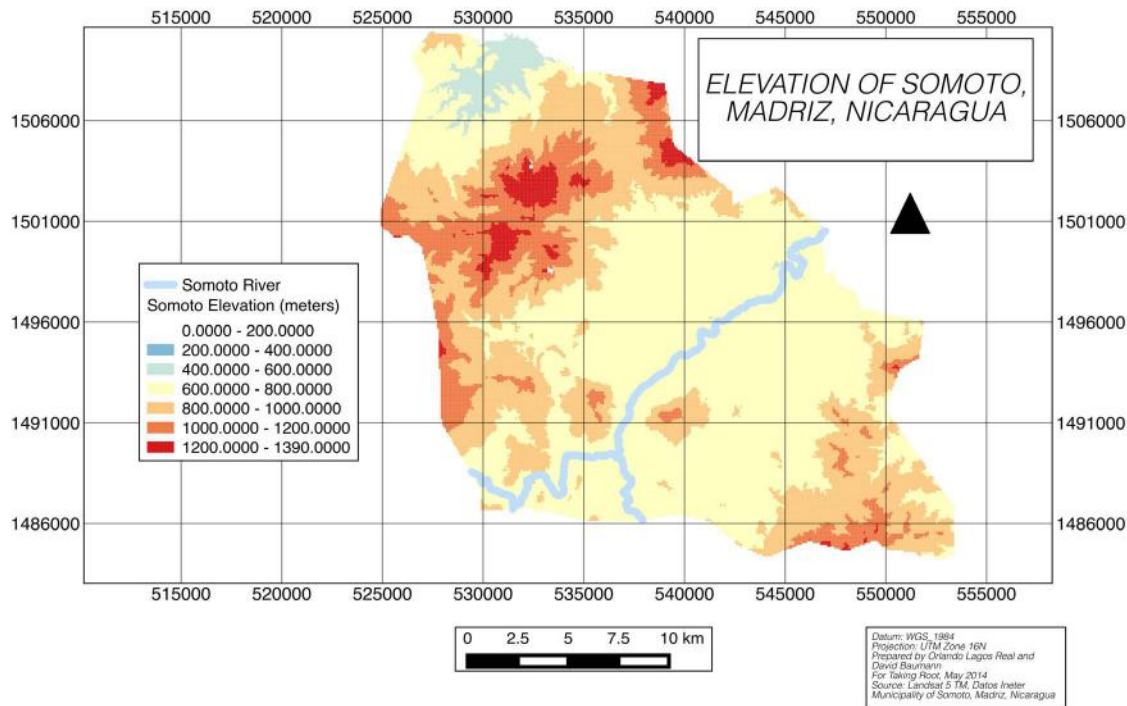 515000 520000 525000 530000 535000 540000 545000 550000 555000
ELEVATION OF SOMOTO,
MADRIZ, NICARAGUA
1506000 1506000
1501000 1501000
Somoto River
Somoto Elevation (meters)
0.0000 - 200.0000
200.0000 - 400.0000
400.0000 - 600.0000
600.0000 - 800.0000
800.0000 - 1000.0000
1000.0000 - 1200.0000
1200.0000 - 1390.0000
1496000 1496000
1491000 1491000
1486000 1486000
515000 520000 525000 530000 535000 540000 545000 550000 555000
0 2.5 5 7.5 10 km
Datum: WGS_1984
Projection: UTM Zone 16N
Prepared by Orlando Lagos Real and
David Baumann
For Taking Root, May 2014
Source: Landsat 5 TM, Datos Ineter
Municipality of Somoto, Madriz, Nicaragua